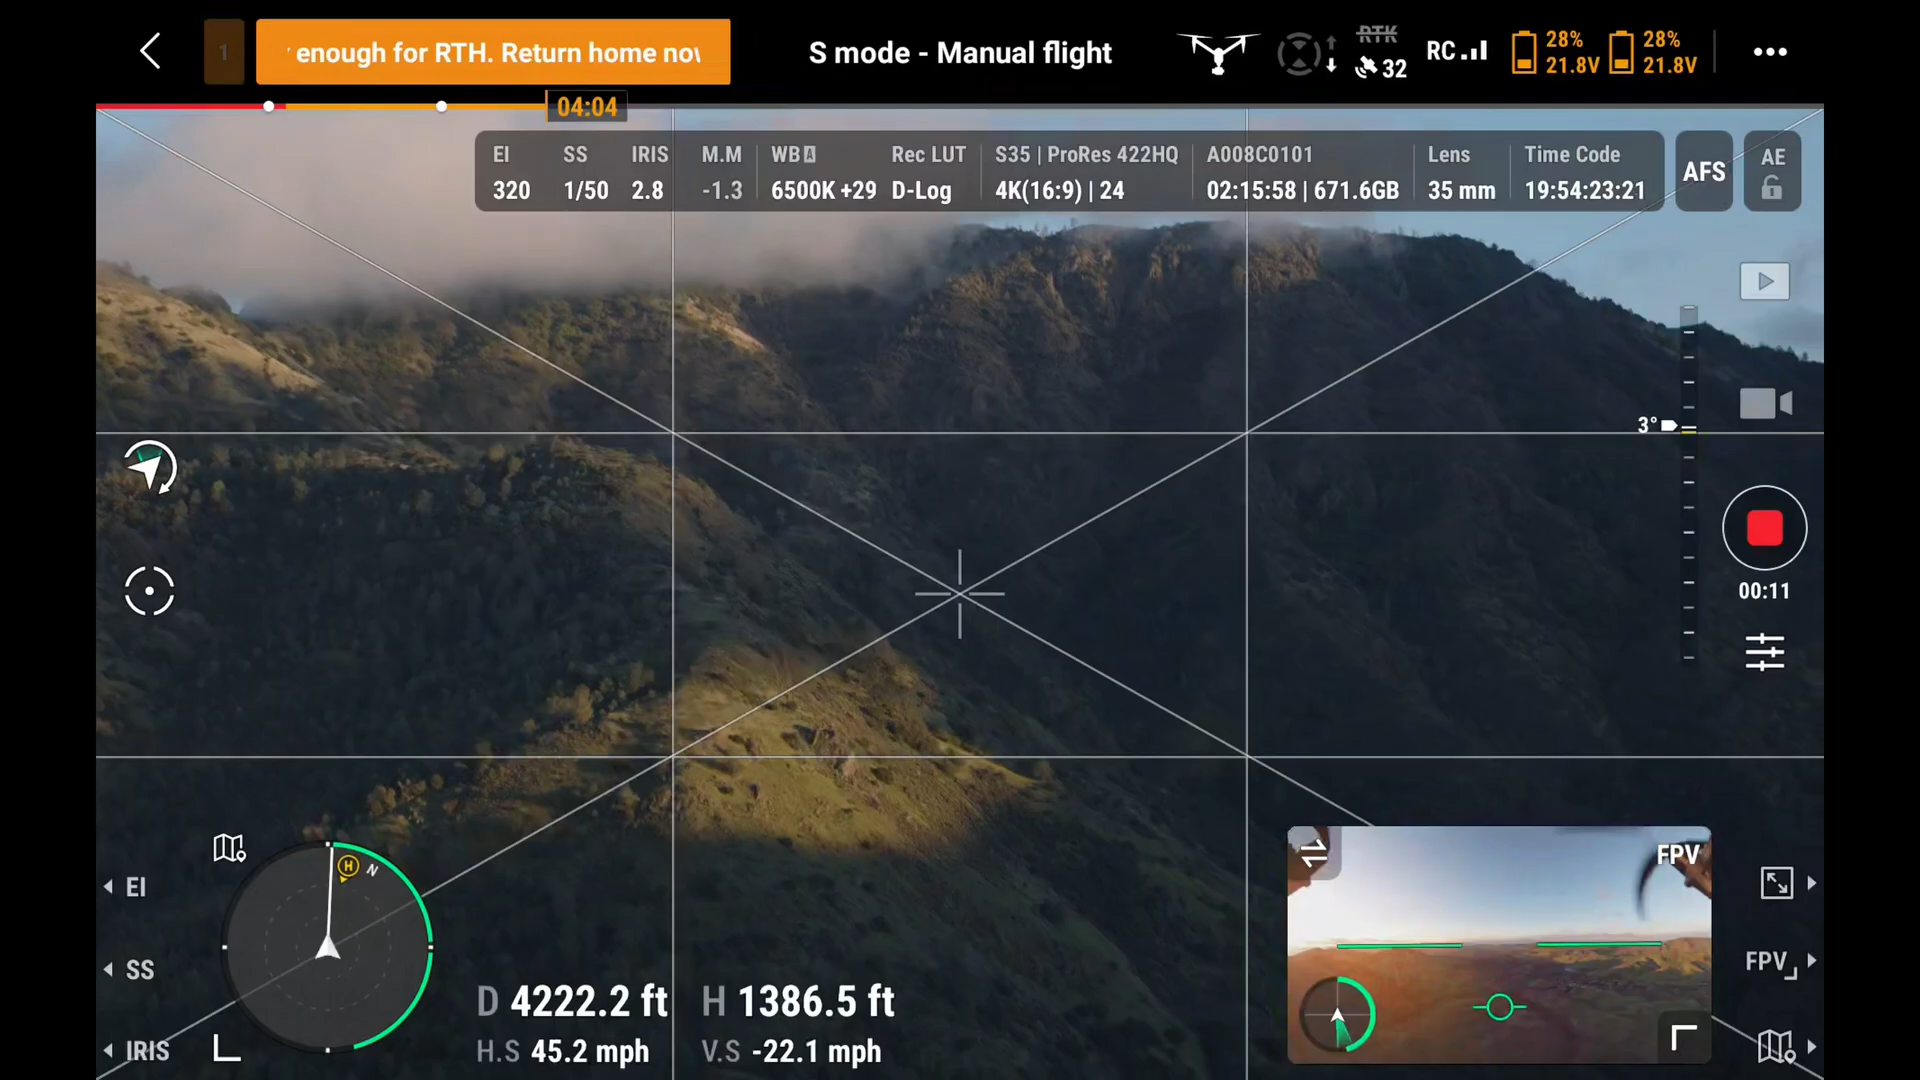 1
enough for RTH. Return home now
S mode - Manual flight
RTK
32
RC
28%
21.8V
28%
21.8V
04:04
EI SS IRIS M.M WB A Rec LUT S35 | ProRes 422HQ A008C0101 Lens Time Code
320 1/50 2.8 -1.3 6500K +29 D-Log 4K(16:9) | 24 02:15:58 | 671.6GB 35 mm 19:54:23:21
AFS
AE
3°
00:11
H
N
EI
SS
IRIS
D 4222.2 ft H 1386.5 ft
H.S 45.2 mph V.S -22.1 mph
FPV
FPV